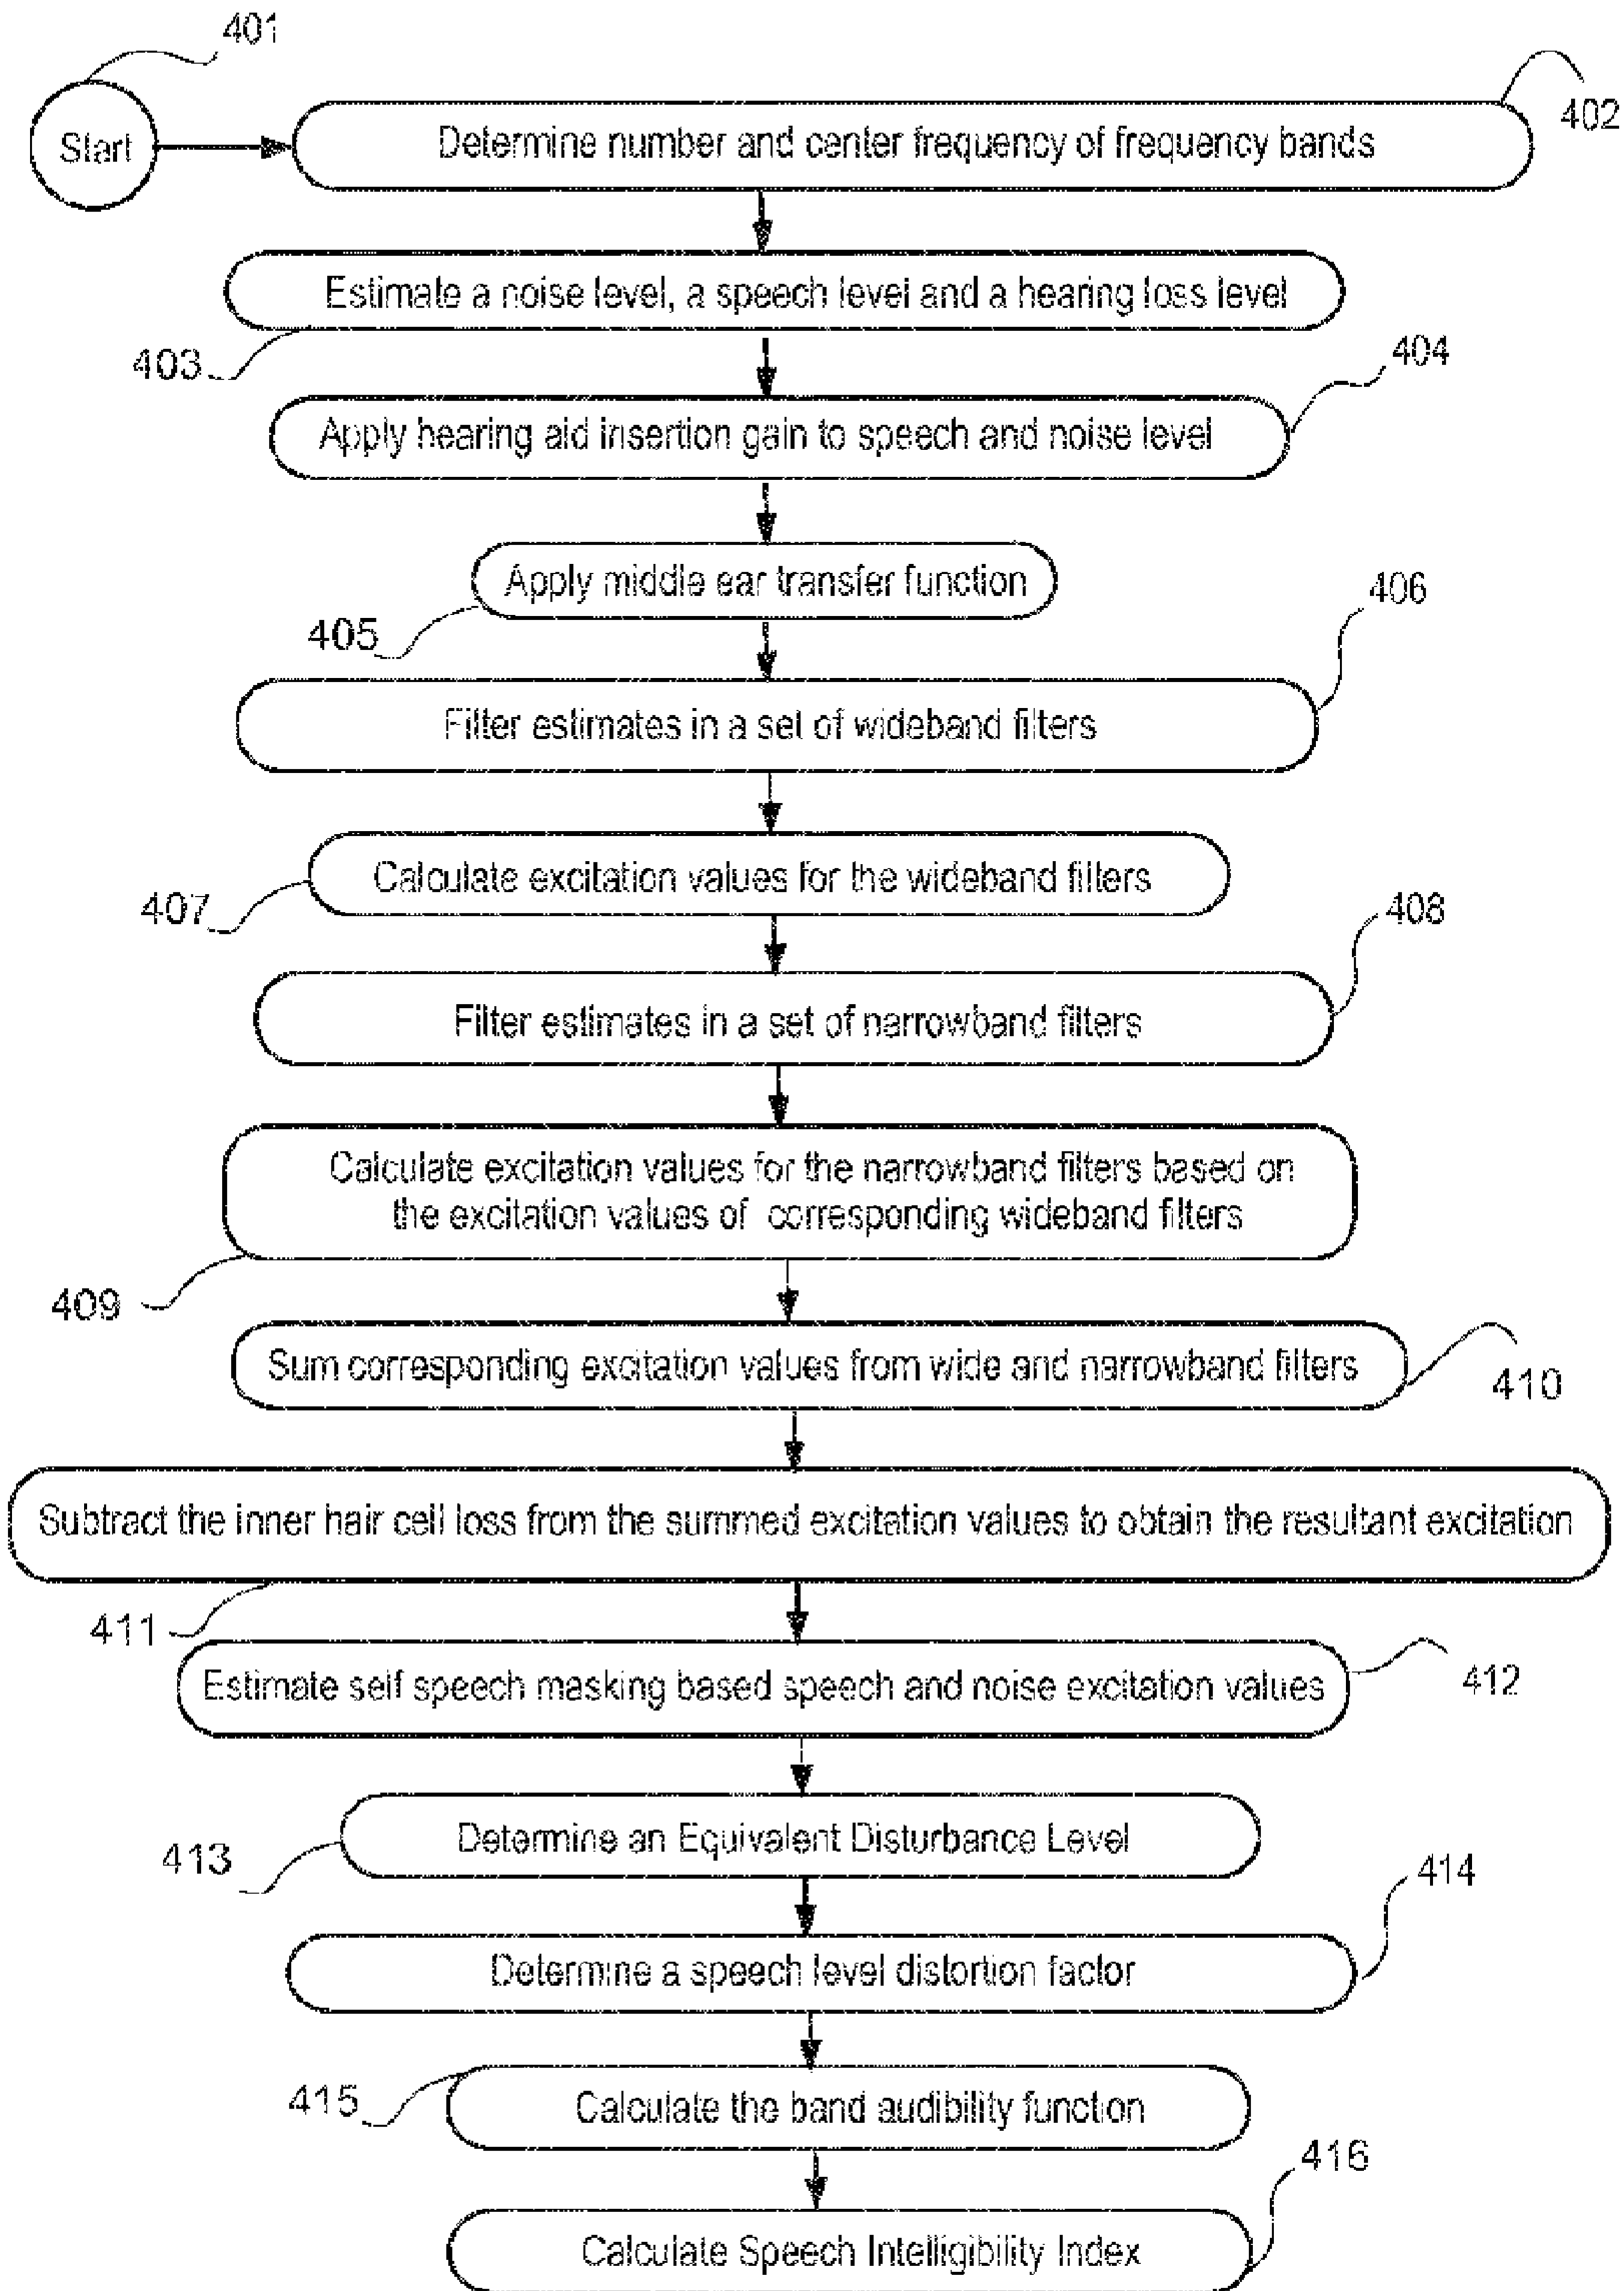 401
Start
Determine number and center frequency of frequency bands
402
Estimate a noise level, a speech level and a hearing loss level
403
404
Apply hearing aid insertion gain to speech and noise level
Apply middle ear transfer function
405
406
Filter estimates in a set of wideband filters
Calculate excitation values for the wideband filters
407
408
Filter estimates in a set of narrowband filters
Calculate excitation values for the narrowband filters based on
the excitation values of corresponding wideband filters
409
Sum corresponding excitation values from wide and narrowband filters
410
Subtract the inner hair cell loss from the summed excitation values to obtain the resultant excitation
411
Estimate self speech masking based speech and noise excitation values
412
Determine an Equivalent Disturbance Level
413
414
Determine a speech level distortion factor
415
Calculate the band audibility function
416
Calculate Speech Intelligibility Index